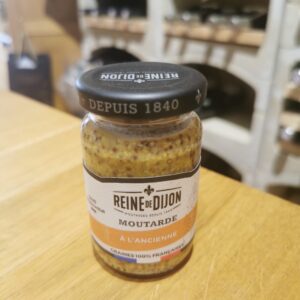 REINE DE DIJON
DEPUIS 1840
REINE DE DIJON
MOUTARDE
À L'ANCIENNE
GRAINES 100% FRANÇAISES